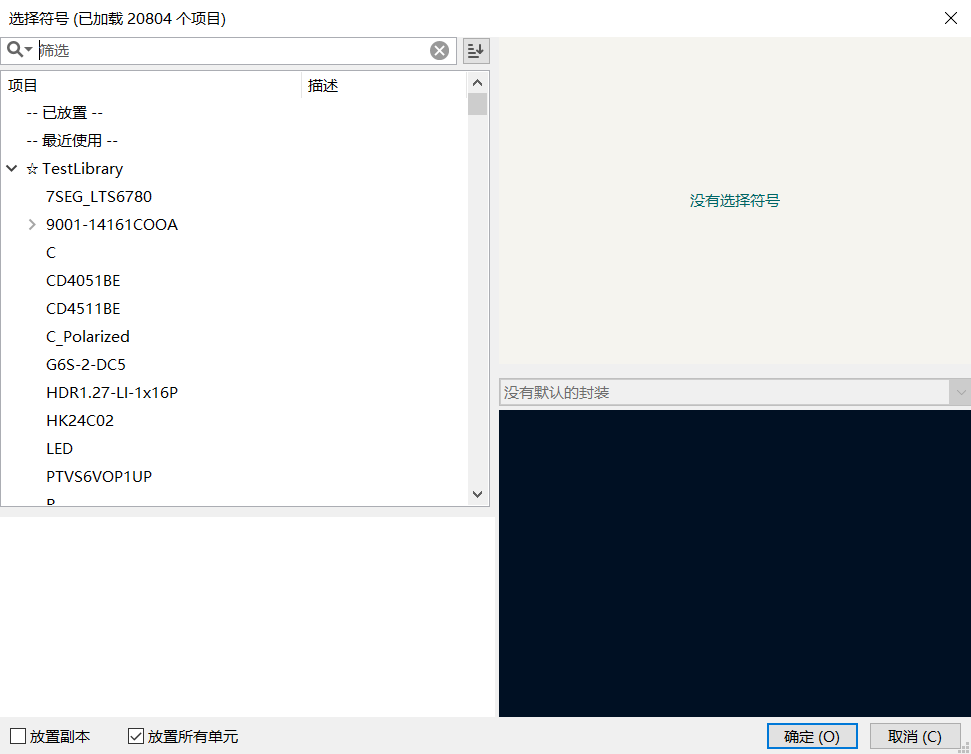 选择符号 (已加载 20804 个项目)
筛选
项目 描述
-- 已放置 --
-- 最近使用 --
☆ TestLibrary
7SEG_LTS6780
9001-14161COOA
C
CD4051BE
CD4511BE
C_Polarized
G6S-2-DC5
HDR1.27-LI-1x16P
HK24C02
LED
PTVS6VOP1UP
没有选择符号
没有默认的封装
放置副本
放置所有单元
确定 (O)
取消 (C)